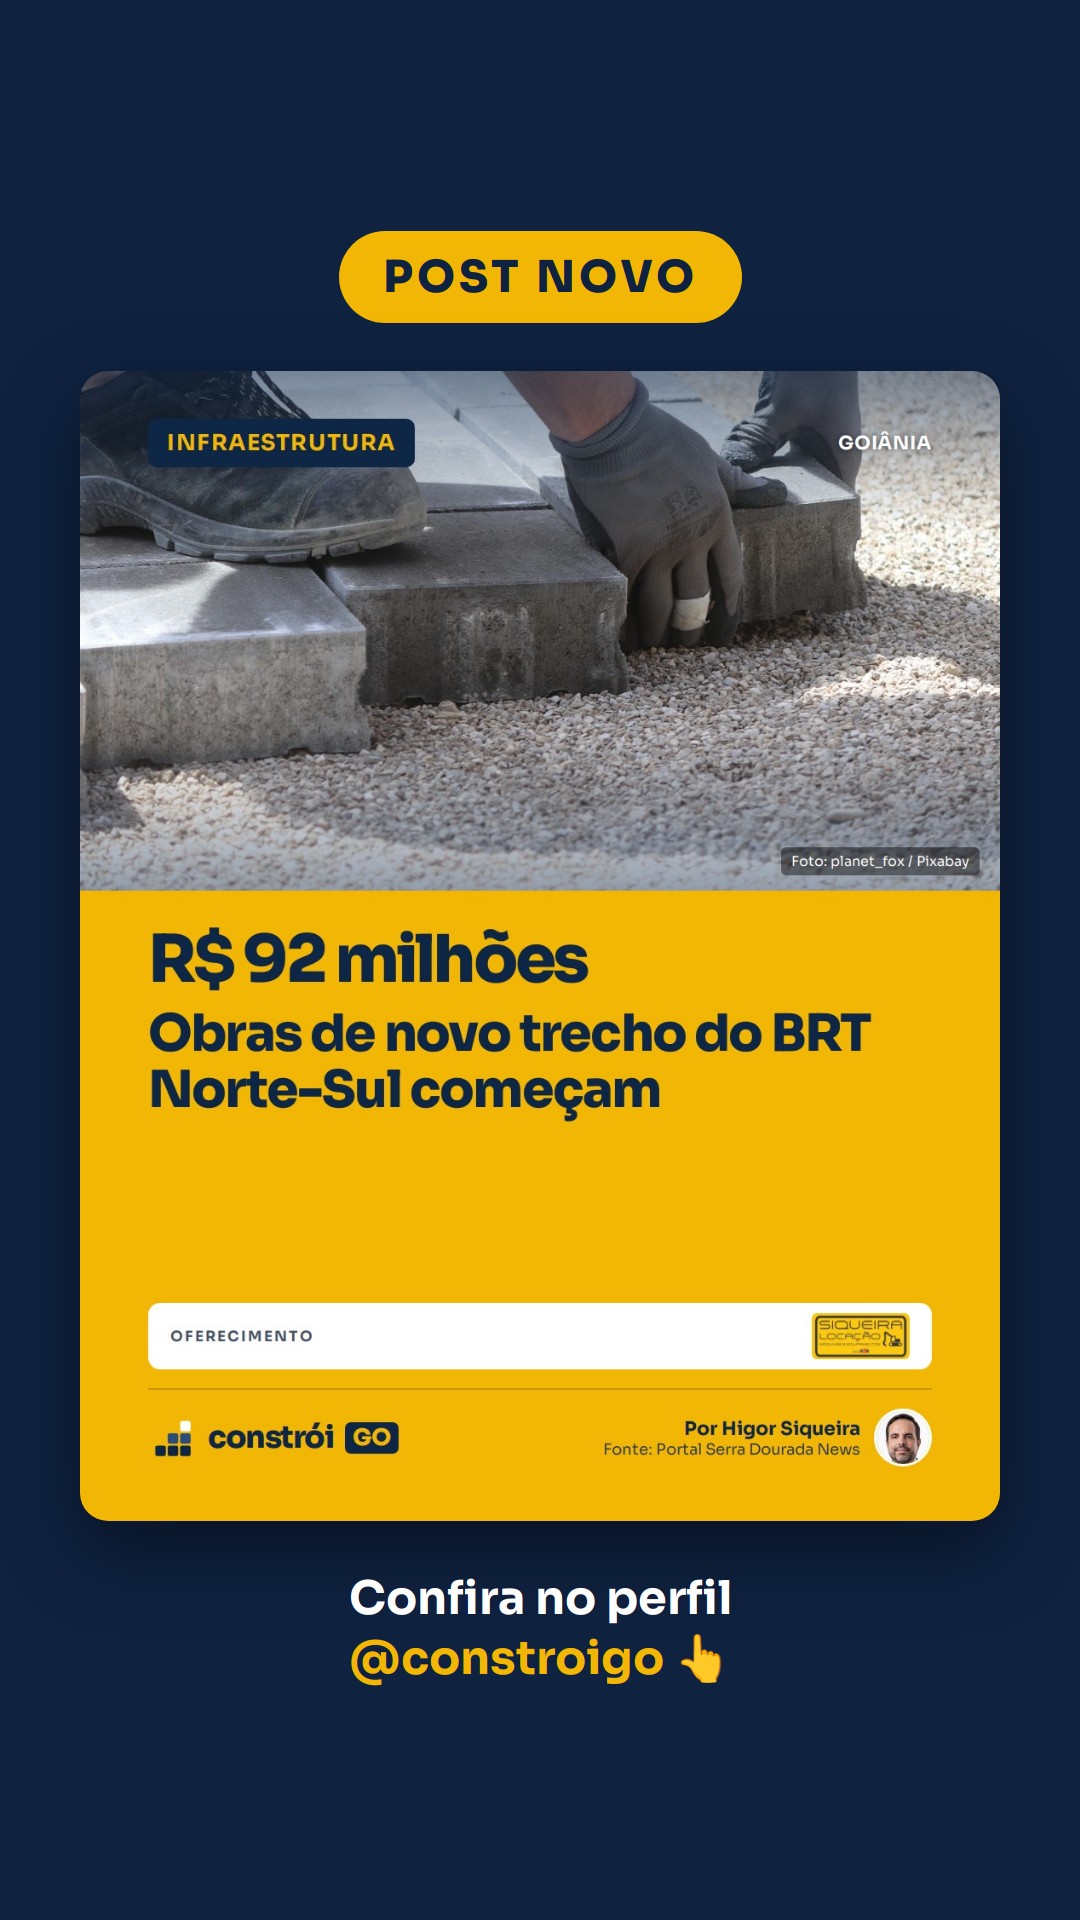 POST NOVO
INFRAESTRUTURA
GOIÂNIA
Foto: planet_fox / Pixabay
R$ 92 milhões
Obras de novo trecho do BRT
Norte-Sul começam
OFERECIMENTO
SIQUEIRA
LOCAÇÃO
constrói GO
Por Higor Siqueira
Fonte: Portal Serra Dourada News
Confira no perfil
@constroigo 👆